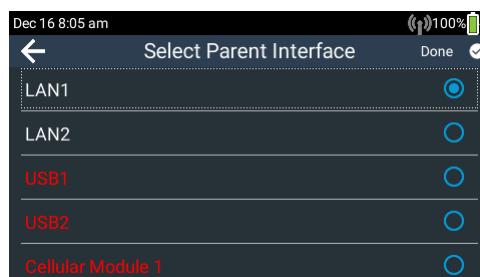 Dec 16 8:05 am 100%
Select Parent Interface Done
LAN1
LAN2
USB1
USB2
Cellular Module 1